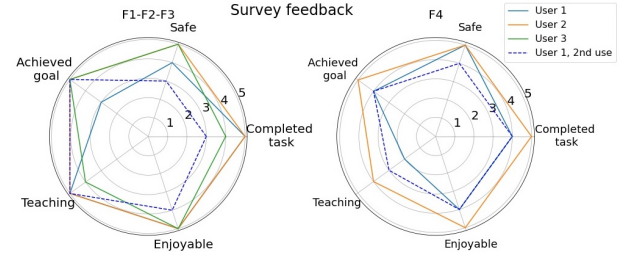 Survey feedback
F1-F2-F3
Safe
Achieved
goal
Teaching
Enjoyable
Completed
task
1
2
3
4
5
F4
Safe
Achieved
goal
Teaching
Enjoyable
Completed
task
1
2
3
4
5
User 1
User 2
User 3
User 1, 2nd use